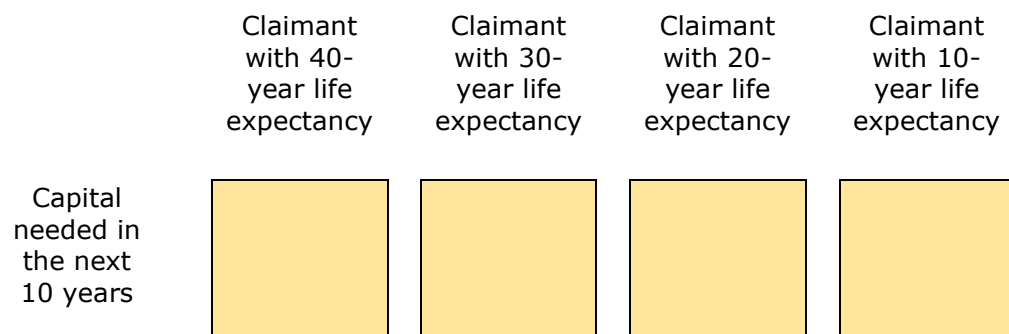 Claimant
with 40-
year life
expectancy
Claimant
with 30-
year life
expectancy
Claimant
with 20-
year life
expectancy
Claimant
with 10-
year life
expectancy
Capital
needed in
the next
10 years